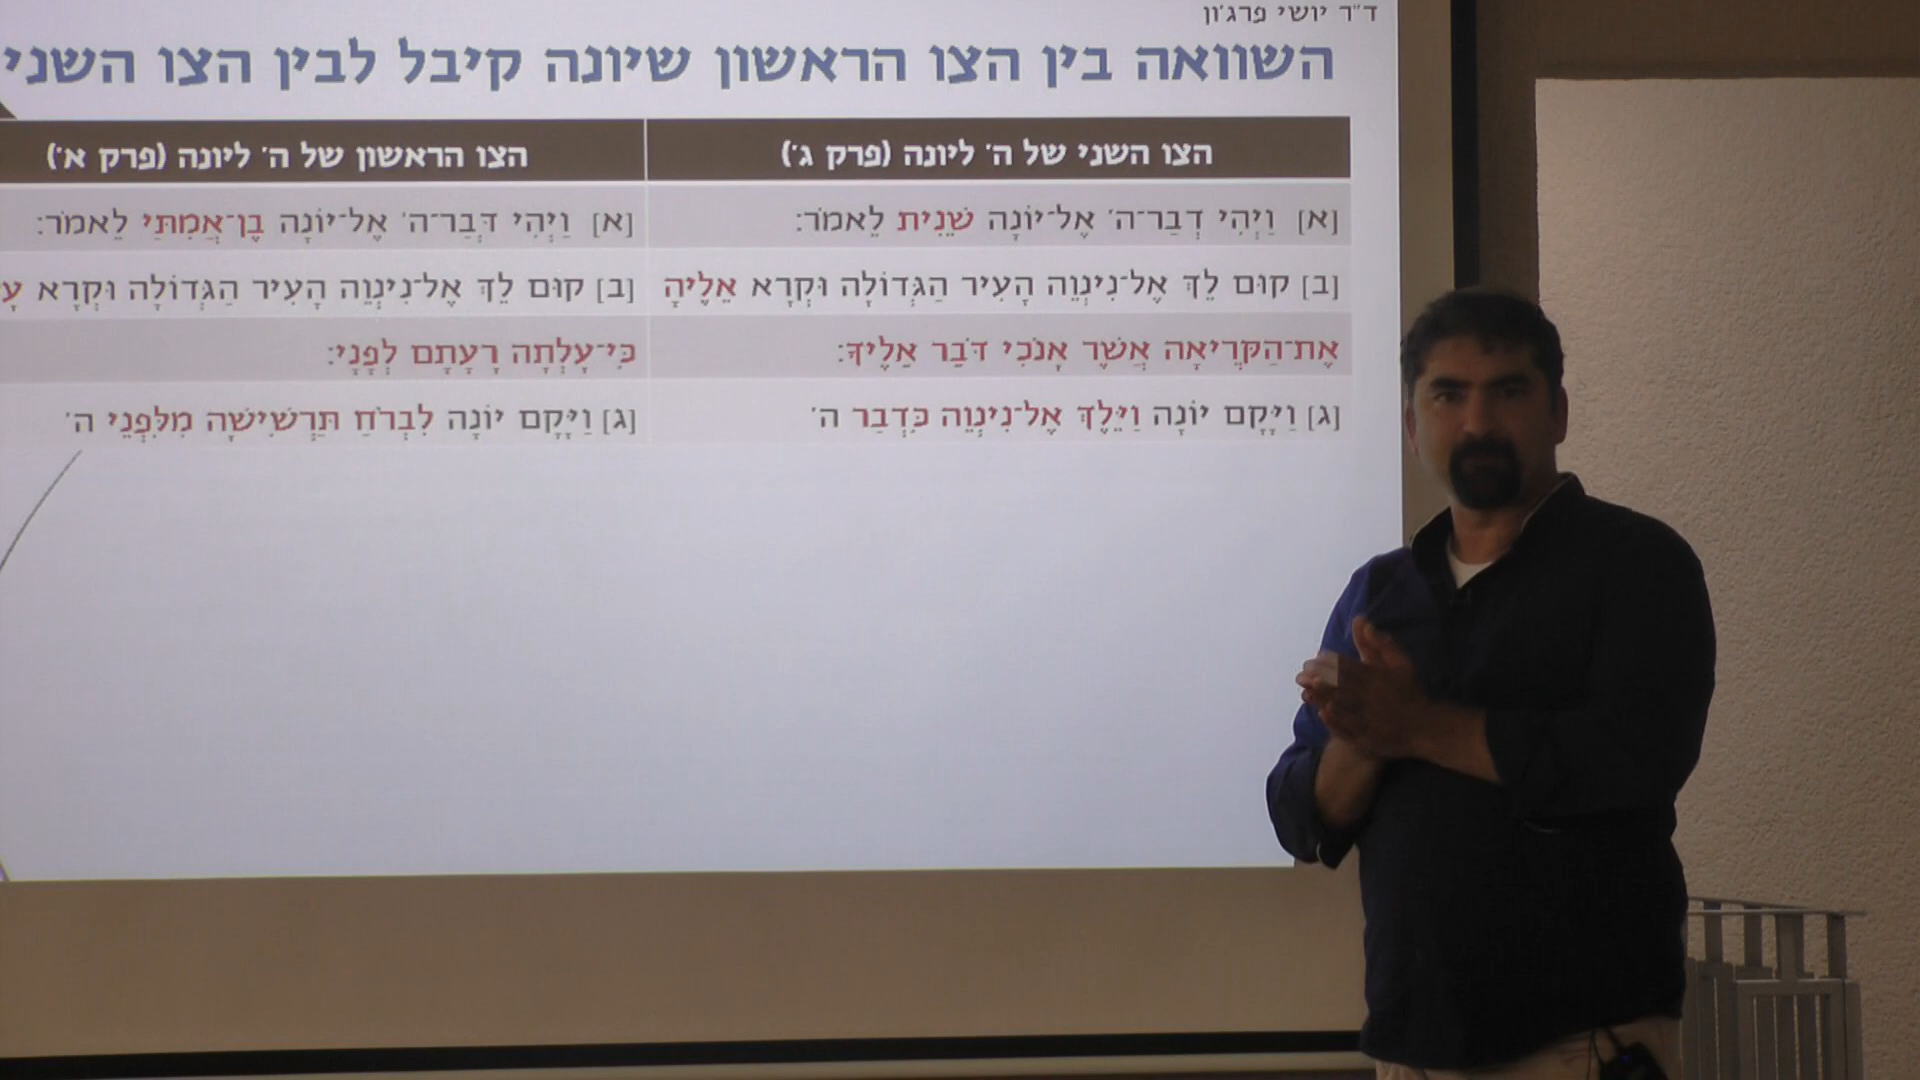 ד״ר יושי פרג׳ון
השוואה בין הצו הראשון שיונה קיבל לבין הצו השני
הצו השני של ה׳ ליונה (פרק ג׳)
הצו הראשון של ה׳ ליונה (פרק א׳)
[א] וַיְהִי דְבַר־ה׳ אֶל־יוֹנָה שֵׁנִית לֵאמֹר:
[א] וַיְהִי דְּבַר־ה׳ אֶל־יוֹנָה בֶן־אֲמִתַּי לֵאמֹר:
[ב] קוּם לֵךְ אֶל־נִינְוֵה הָעִיר הַגְּדוֹלָה וּקְרָא אֵלֶיהָ
[ב] קוּם לֵךְ אֶל־נִינְוֵה הָעִיר הַגְּדוֹלָה וּקְרָא
אֶת־הַקְּרִיאָה אֲשֶׁר אָנֹכִי דֹּבֵר אֵלֶיךָ:
כִּי־עָלְתָה רָעָתָם לְפָנָי:
[ג] וַיָּקָם יוֹנָה וַיֵּלֶךְ אֶל־נִינְוֵה כִּדְבַר ה׳
[ג] וַיָּקָם יוֹנָה לִבְרֹחַ תַּרְשִׁישָׁה מִלִּפְנֵי ה׳